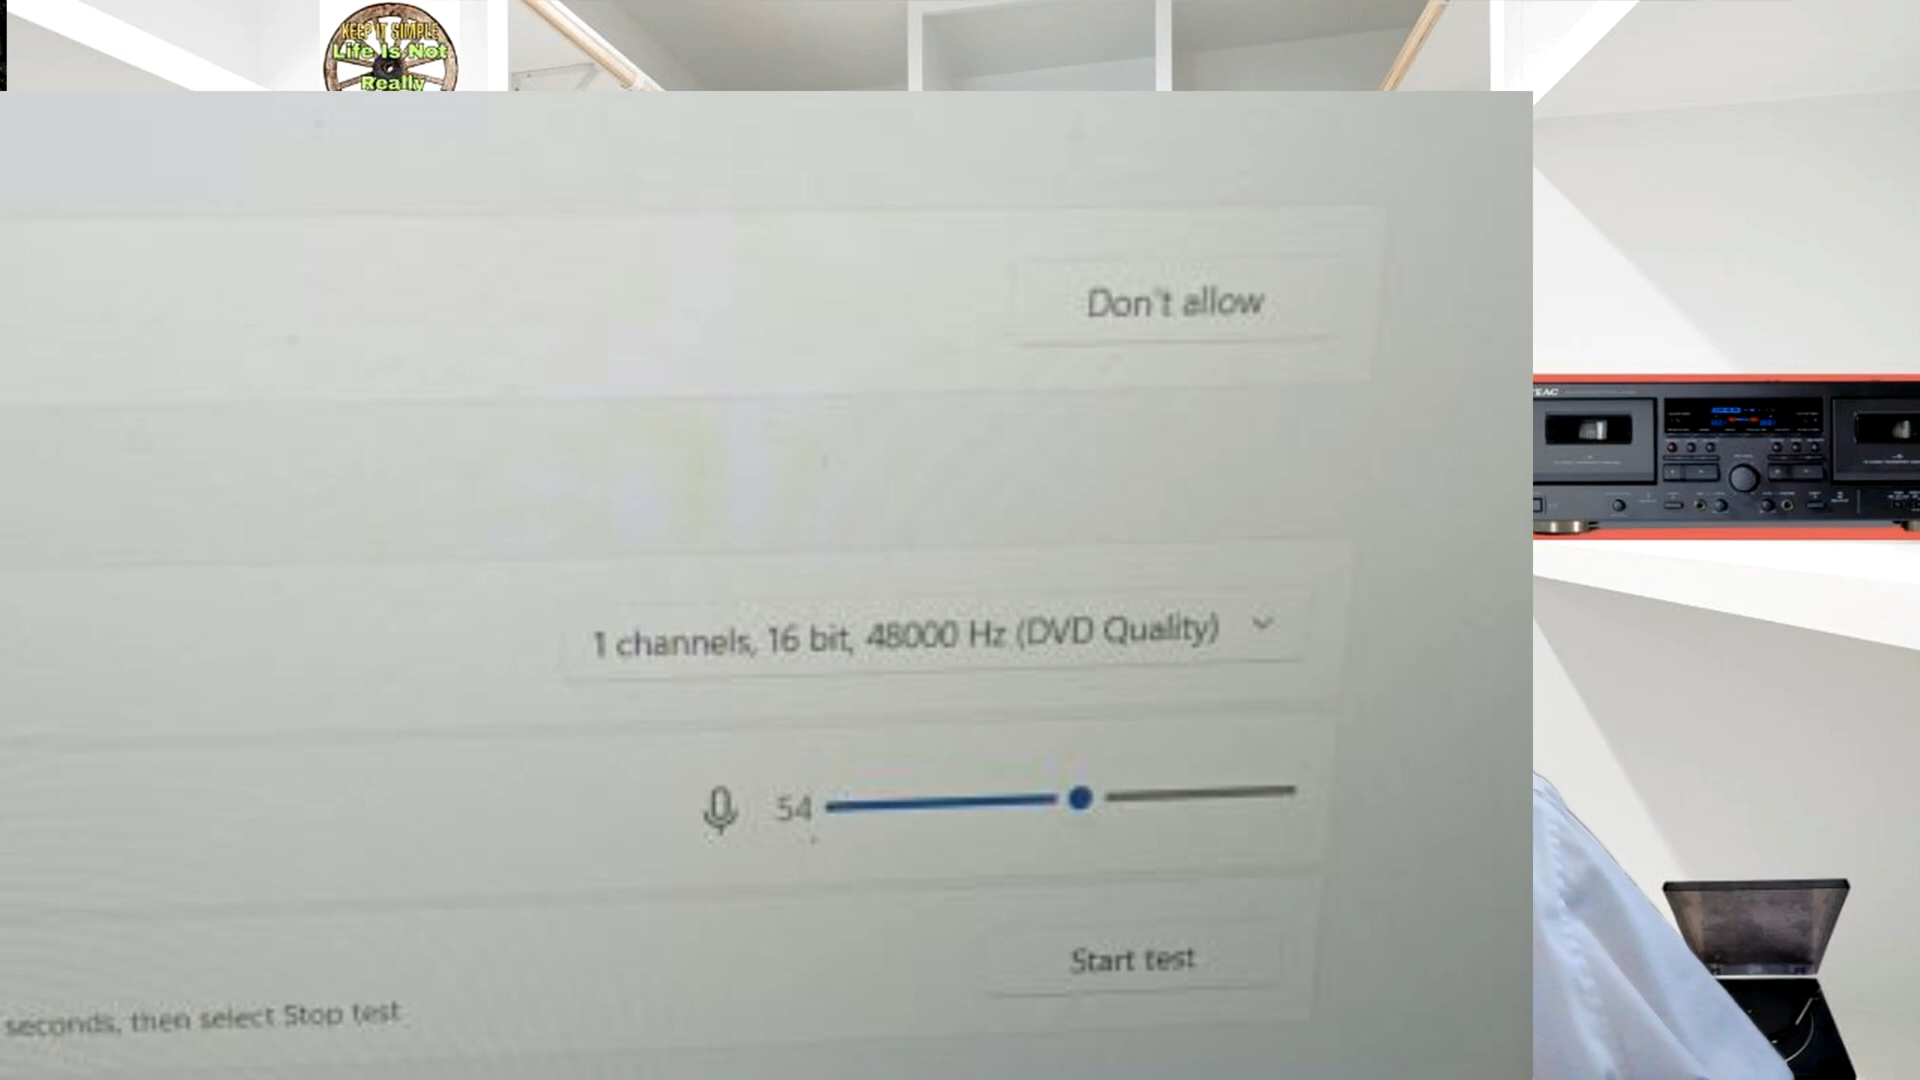 KEEP IT SIMPLE
Life Is Not
Really
Don't allow
TEAC
1 channels, 16 bit, 48000 Hz (DVD Quality)
54
Start test
seconds, then select Stop test